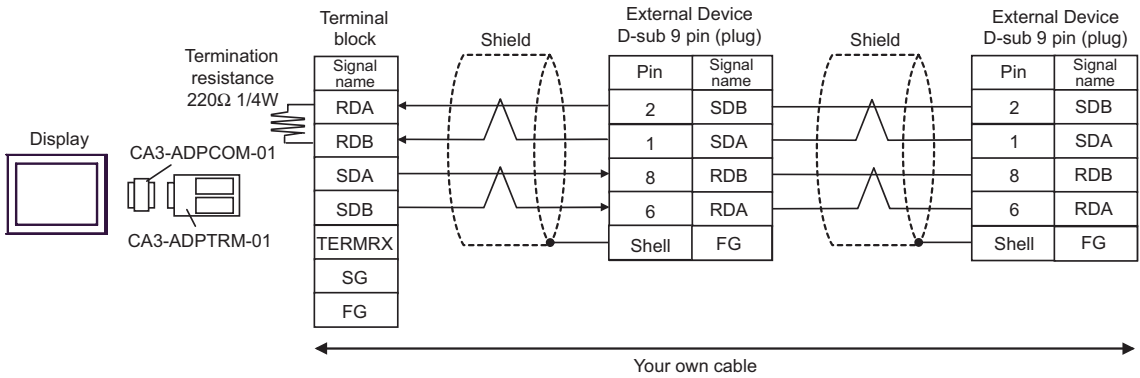 Display
CA3-ADPCOM-01
CA3-ADPTRM-01
Termination
resistance
220Ω 1/4W
Terminal
block
Signal
name
RDA
RDB
SDA
SDB
TERMRX
SG
FG
Shield
External Device
D-sub 9 pin (plug)
Pin Signal
name
2 SDB
1 SDA
8 RDB
6 RDA
Shell FG
Shield
External Device
D-sub 9 pin (plug)
Pin Signal
name
2 SDB
1 SDA
8 RDB
6 RDA
Shell FG
Your own cable